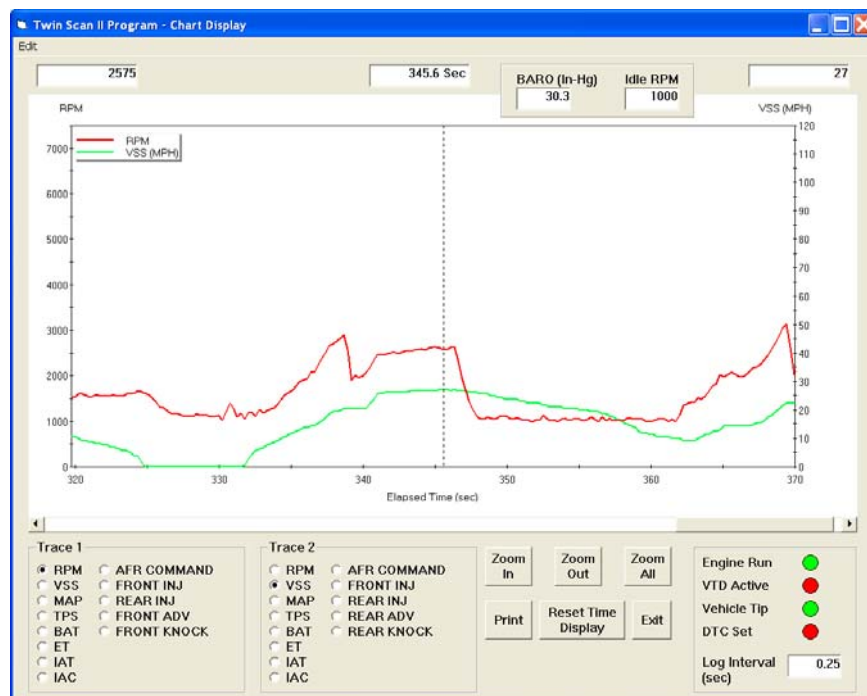 Twin Scan II Program - Chart Display
Edit
2575
345.6 Sec
BARO (In-Hg)
30.3
Idle RPM
1000
27
RPM
VSS (MPH)
RPM
VSS (MPH)
7000
6000
5000
4000
3000
2000
1000
0
120
110
100
90
80
70
60
50
40
30
20
10
0
320 330 340 350 360 370
Elapsed Time (sec)
Trace 1
RPM AFR COMMAND
VSS FRONT INJ
MAP REAR INJ
TPS FRONT ADV
BAT FRONT KNOCK
ET
IAT
IAC
Trace 2
RPM AFR COMMAND
VSS FRONT INJ
MAP REAR INJ
TPS REAR ADV
BAT REAR KNOCK
ET
IAT
IAC
Zoom In
Zoom Out
Zoom All
Print
Reset Time Display
Exit
Engine Run
VTD Active
Vehicle Tip
DTC Set
Log Interval (sec)
0.25